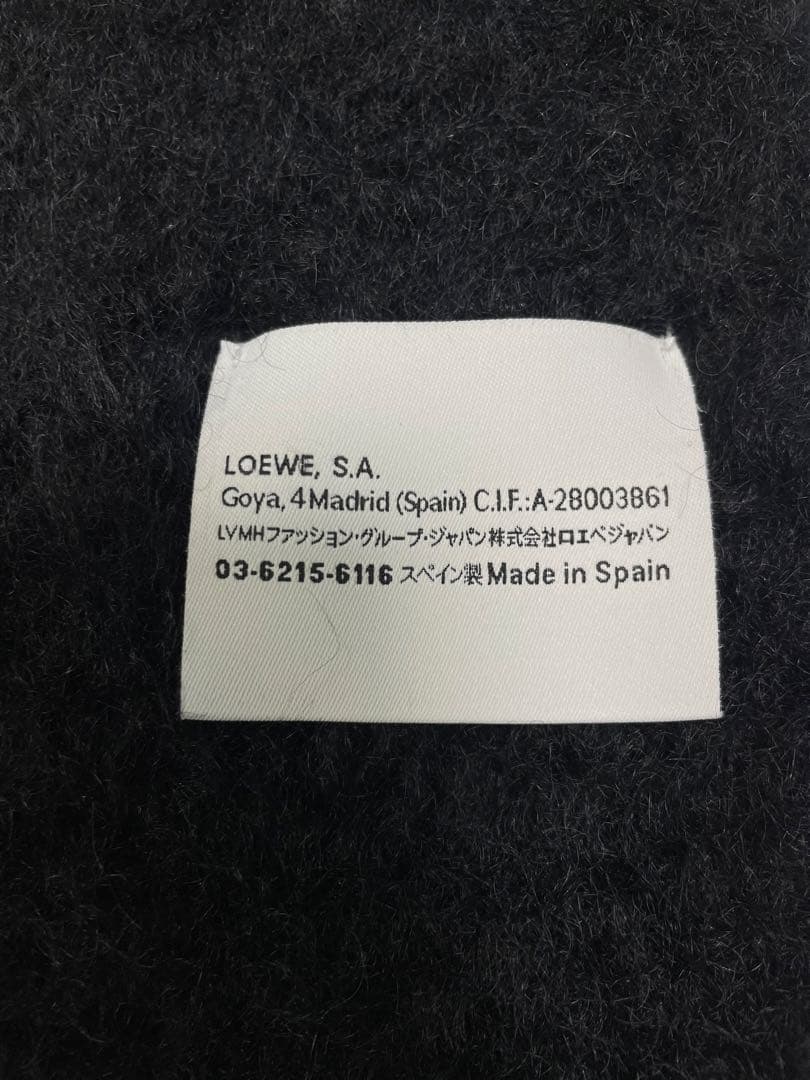 LOEWE, S.A.
Goya, 4 Madrid (Spain) C.I.F.:A-28003861
LVMHファッション・グループ・ジャパン株式会社ロエベジャパン
03-6215-6116 スペイン製 Made in Spain